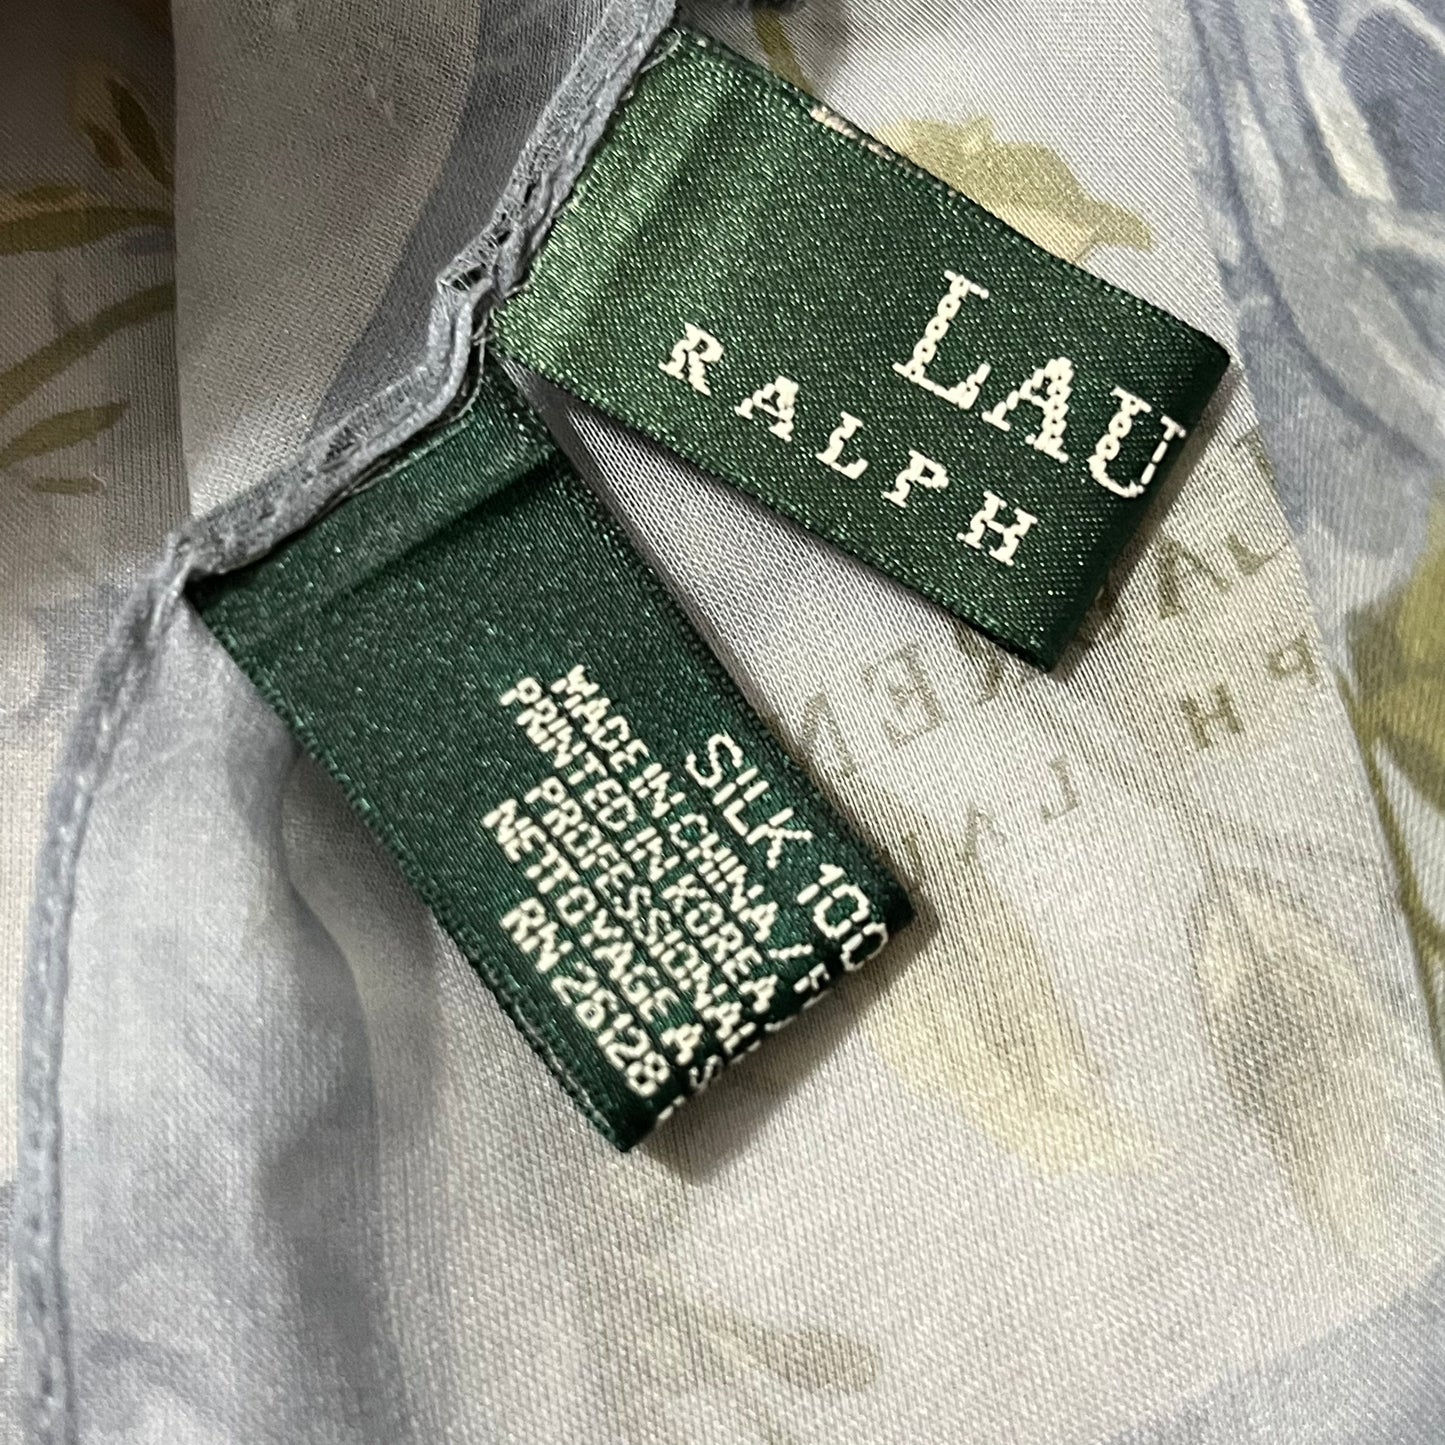 LAU
RALPH
SILK 100
MADE IN CHINA /
PRINTED IN KOREA
PROFESSIONAL
NETTOYAGE
RN 26128